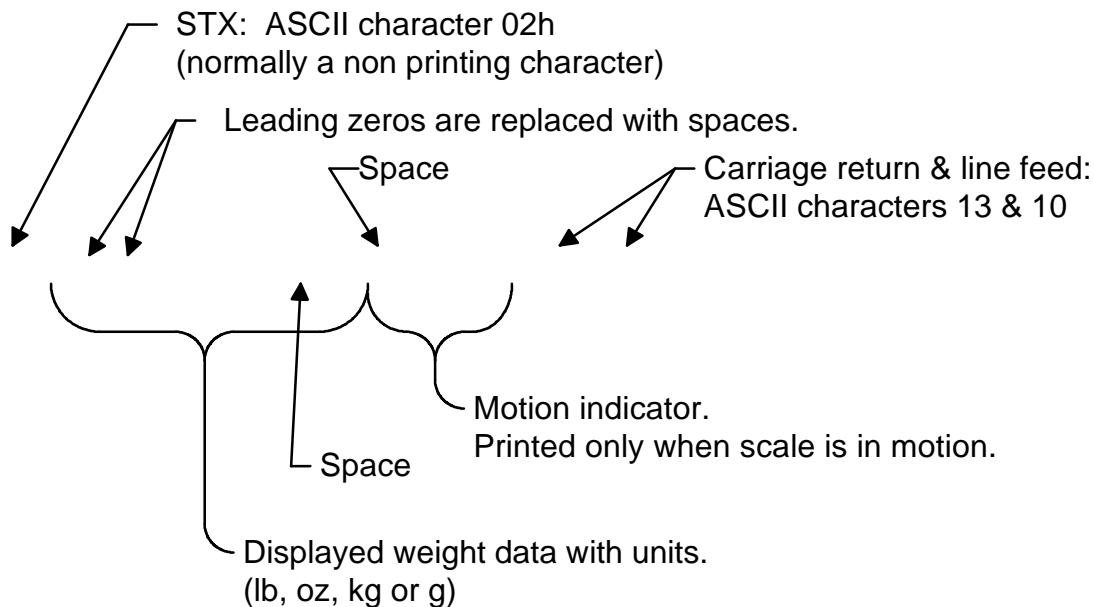 STX: ASCII character 02h
(normally a non printing character)
Leading zeros are replaced with spaces.
Space
Carriage return & line feed:
ASCII characters 13 & 10
Motion indicator.
Printed only when scale is in motion.
Space
Displayed weight data with units.
(lb, oz, kg or g)